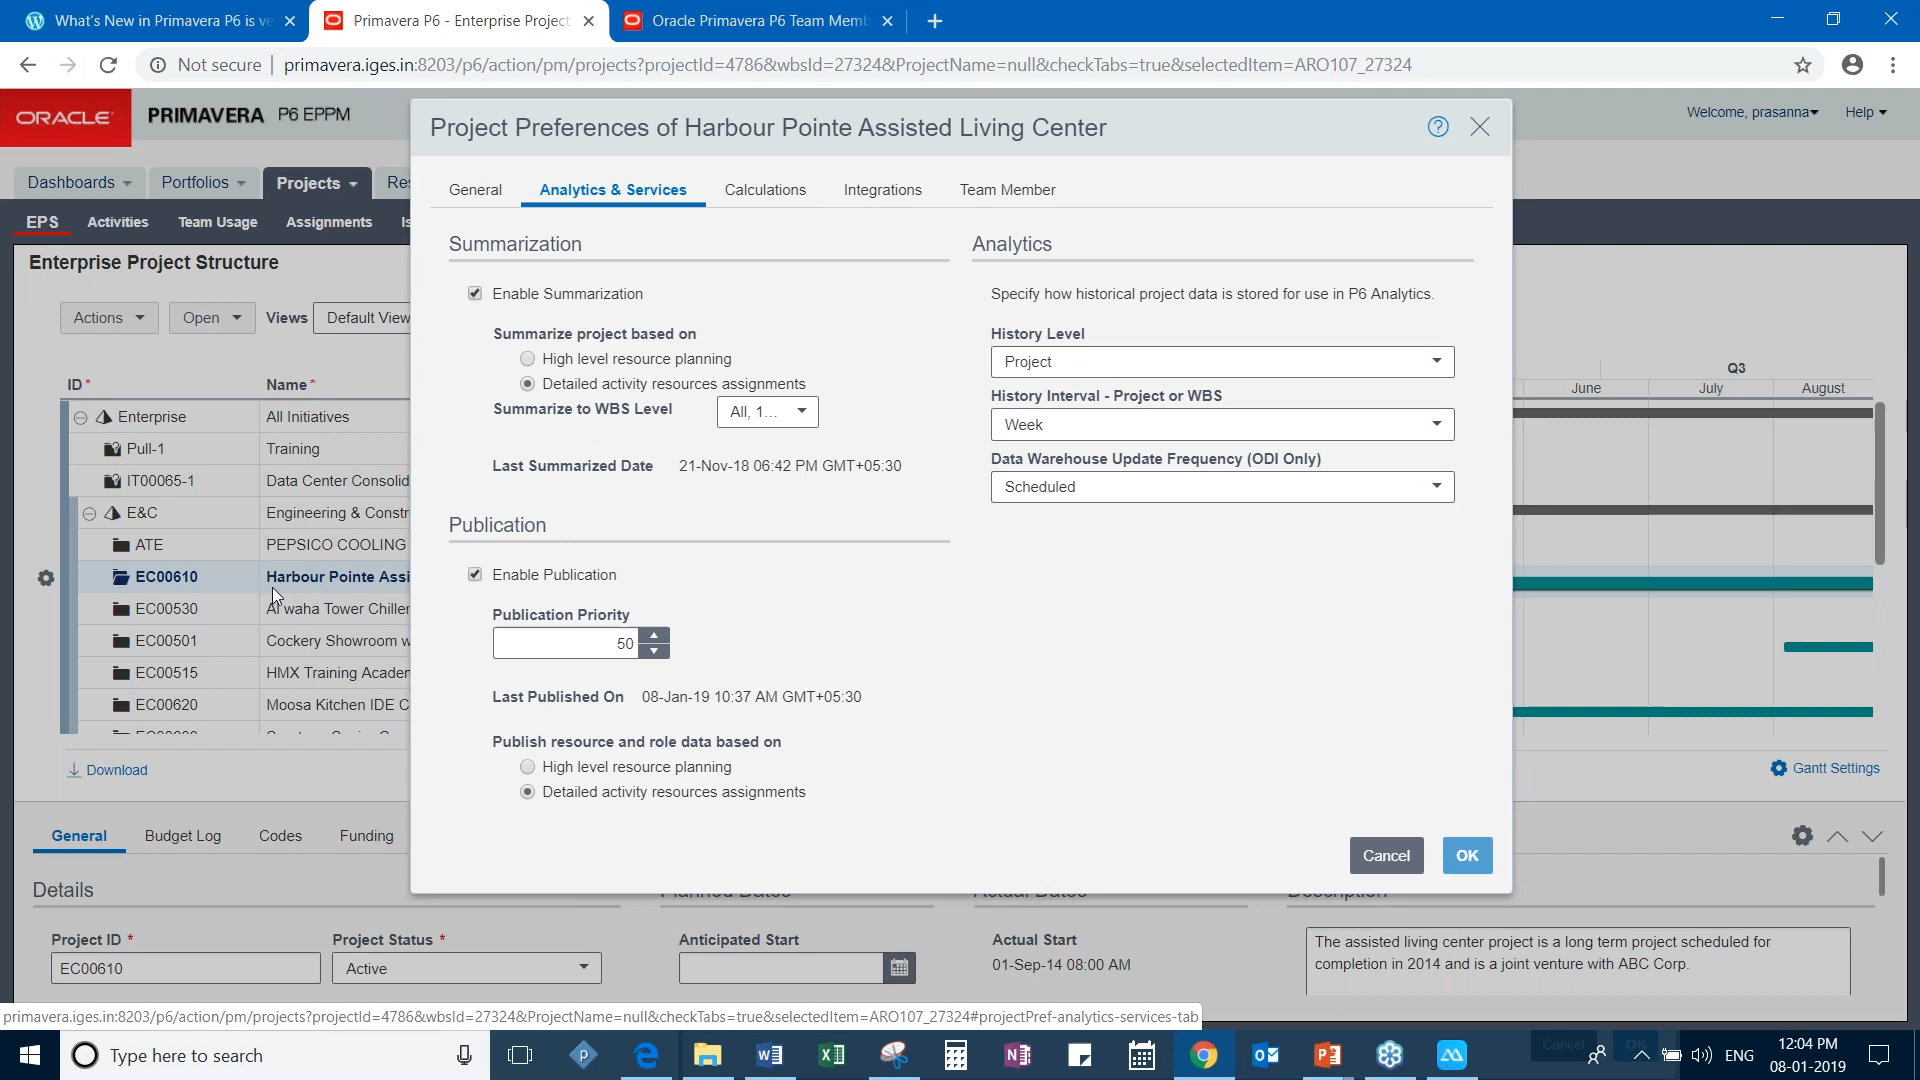 What's New in Primavera P6 is ve
Primavera P6 - Enterprise Project
Oracle Primavera P6 Team Memb
Not secure
primavera.iges.in:8203/p6/action/pm/projects?projectId=4786&wbsId=27324&ProjectName=null&checkTabs=true&selectedItem=ARO107_27324
ORACLE
PRIMAVERA P6 EPPM
Welcome, prasanna
Help
Project Preferences of Harbour Pointe Assisted Living Center
Dashboards
Portfolios
Projects
Res
General
Analytics & Services
Calculations
Integrations
Team Member
EPS
Activities
Team Usage
Assignments
Is
Enterprise Project Structure
Actions
Open
Views
Default View
ID*
Name*
Enterprise
All Initiatives
Pull-1
Training
IT00065-1
Data Center Consolid
E&C
Engineering & Constr
ATE
PEPSICO COOLING
EC00610
Harbour Pointe Assi
EC00530
Al waha Tower Chiller
EC00501
Cockery Showroom w
EC00515
HMX Training Academ
EC00620
Moosa Kitchen IDE C
Download
Summarization
Enable Summarization
Summarize project based on
High level resource planning
Detailed activity resources assignments
Summarize to WBS Level
All, 1...
Last Summarized Date
21-Nov-18 06:42 PM GMT+05:30
Publication
Enable Publication
Publication Priority
50
Last Published On
08-Jan-19 10:37 AM GMT+05:30
Publish resource and role data based on
High level resource planning
Detailed activity resources assignments
Analytics
Specify how historical project data is stored for use in P6 Analytics.
History Level
Project
History Interval - Project or WBS
Week
Data Warehouse Update Frequency (ODI Only)
Scheduled
Cancel
OK
Q3
June
July
August
Gantt Settings
General
Budget Log
Codes
Funding
Details
Planned Dates
Actual Dates
Description
Project ID *
EC00610
Project Status *
Active
Anticipated Start
Actual Start
01-Sep-14 08:00 AM
The assisted living center project is a long term project scheduled for
completion in 2014 and is a joint venture with ABC Corp.
primavera.iges.in:8203/p6/action/pm/projects?projectId=4786&wbsId=27324&ProjectName=null&checkTabs=true&selectedItem=ARO107_27324#projectPref-analytics-services-tab
Type here to search
Cancel
OK
ENG
12:04 PM
08-01-2019